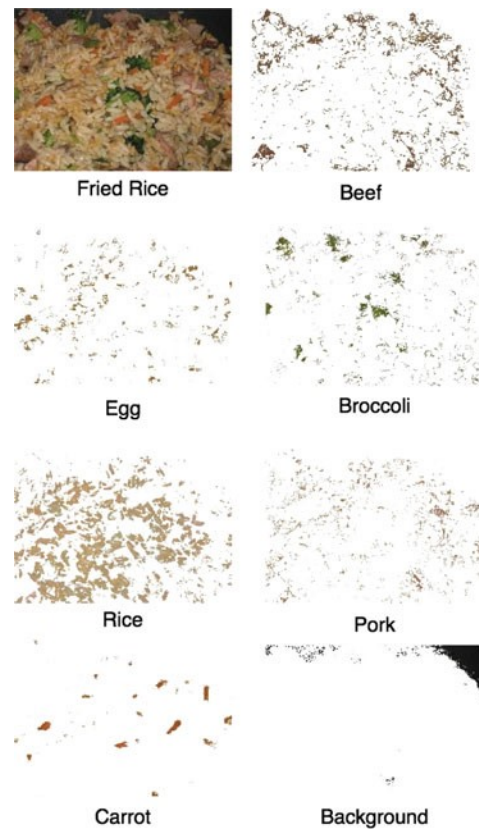 Fried Rice
Beef
Egg
Broccoli
Rice
Pork
Carrot
Background